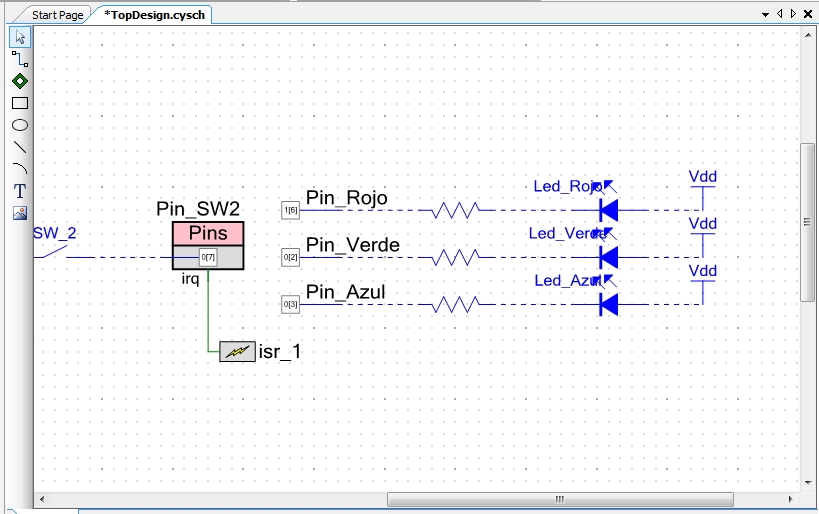 Start Page
*TopDesign.cysch
T
SW_2
Pin_SW2
Pins
0[7]
irq
isr_1
1[6]
Pin_Rojo
Led_Rojo
Vdd
0[2]
Pin_Verde
Led_Verde
Vdd
0[3]
Pin_Azul
Led_Azul
Vdd